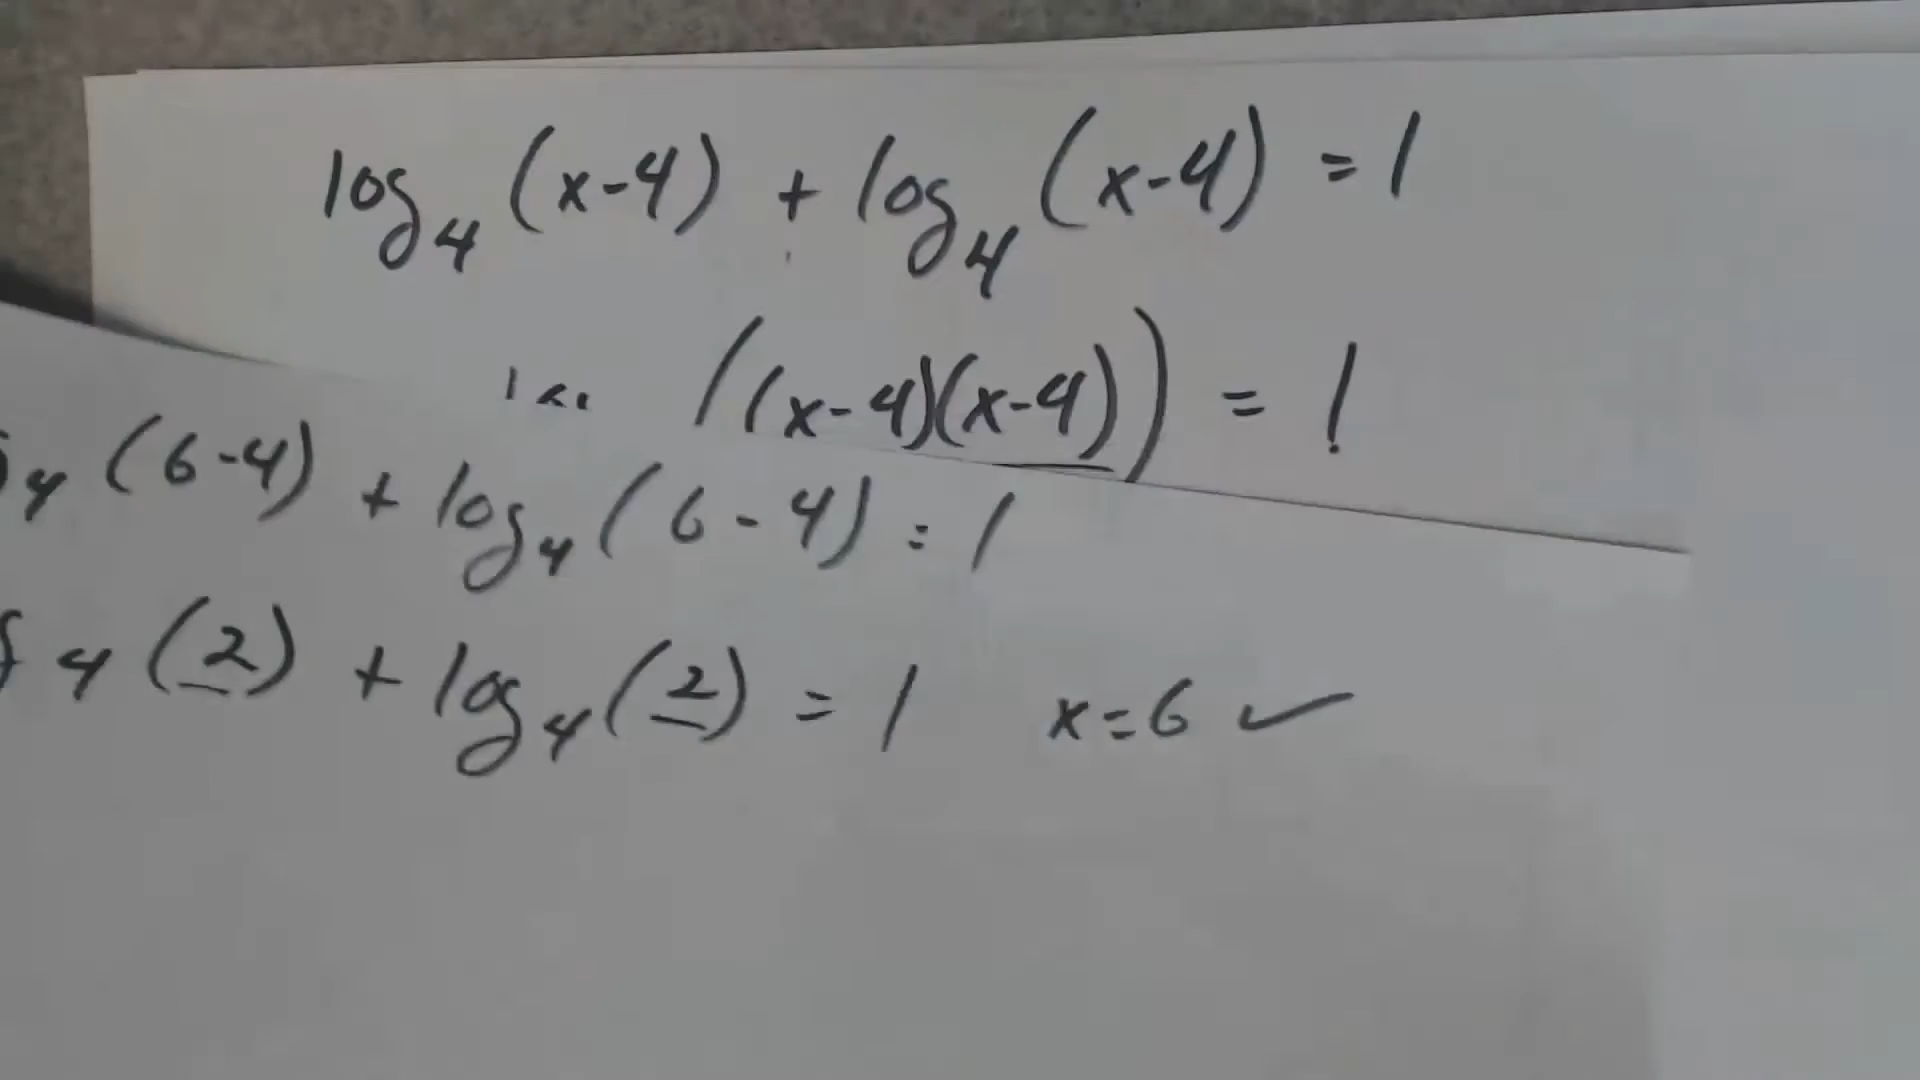 log₄(x-4) + log₄(x-4) = 1
((x-4)(x-4)) = 1
₄(6-4) + log₄(6-4) = 1
₄(2) + log₄(2) = 1 x=6 ✓